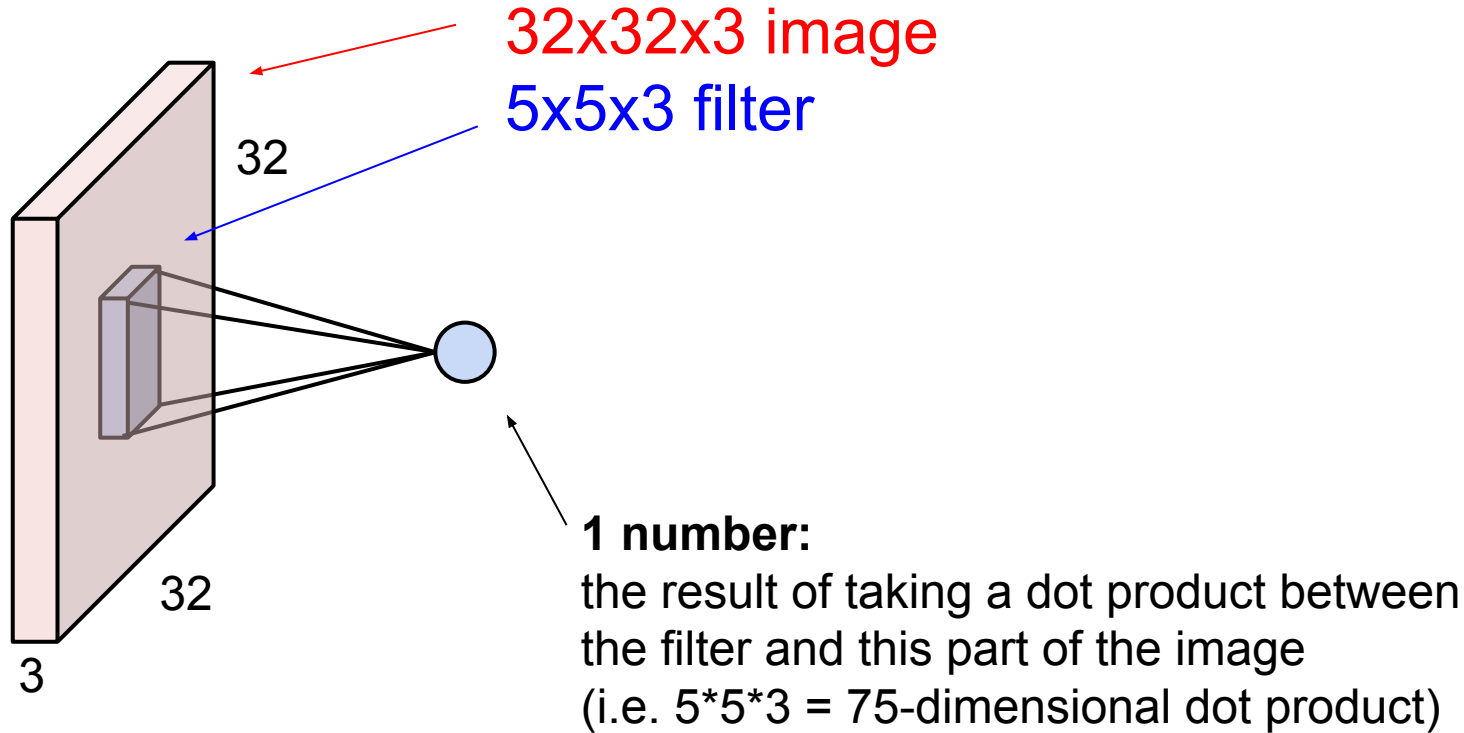 32x32x3 image
5x5x3 filter
32
32
3
1 number:
the result of taking a dot product between
the filter and this part of the image
(i.e. 5*5*3 = 75-dimensional dot product)